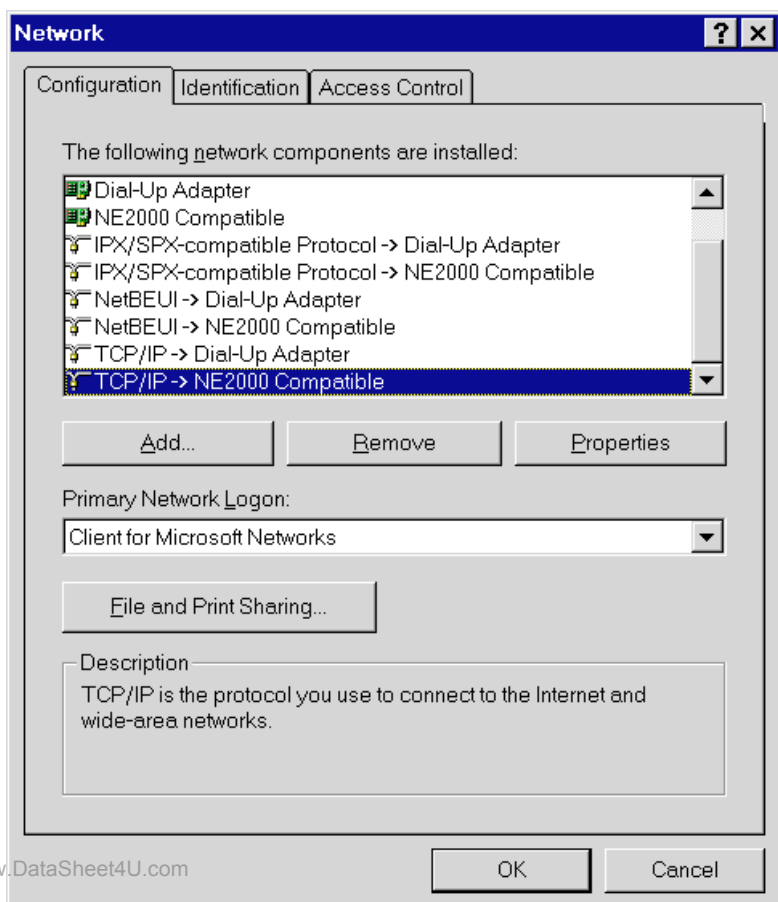 Network
Configuration Identification Access Control
The following network components are installed:
Dial-Up Adapter
NE2000 Compatible
IPX/SPX-compatible Protocol -> Dial-Up Adapter
IPX/SPX-compatible Protocol -> NE2000 Compatible
NetBEUI -> Dial-Up Adapter
NetBEUI -> NE2000 Compatible
TCP/IP -> Dial-Up Adapter
TCP/IP -> NE2000 Compatible
Add... Remove Properties
Primary Network Logon:
Client for Microsoft Networks
File and Print Sharing...
Description
TCP/IP is the protocol you use to connect to the Internet and
wide-area networks.
.DataSheet4U.com
OK Cancel